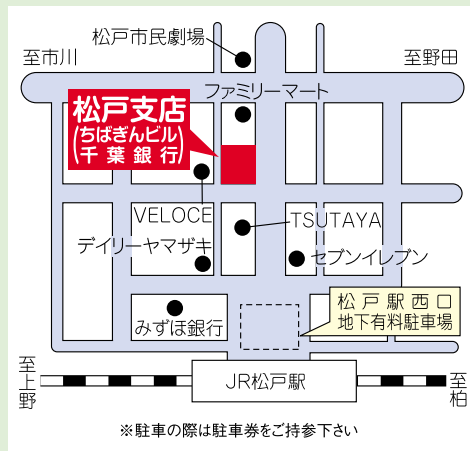 松戸市民劇場
至市川
至野田
ファミリーマート
松戸支店
(ちばぎんビル)
(千葉銀行)
VELOCE
TSUTAYA
デイリーヤマザキ
セブンイレブン
松戸駅西口
地下有料駐車場
みずほ銀行
至上野
JR松戸駅
至柏
※駐車の際は駐車券をご持参下さい